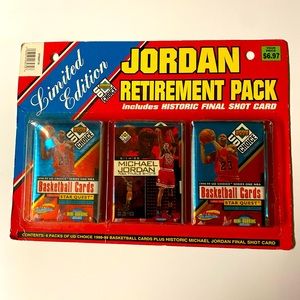 Limited
Edition
UD CHOICE
JORDAN
RETIREMENT PACK
includes HISTORIC FINAL SHOT CARD
$6.97
CHOICE
Basketball Cards
STAR QUEST
MICHAEL
JORDAN
CHOICE
23
Basketball Cards
STAR QUEST
CONTENTS: 6 PACKS OF UD CHOICE 1998-99 BASKETBALL CARDS PLUS HISTORIC MICHAEL JORDAN FINAL SHOT CARD